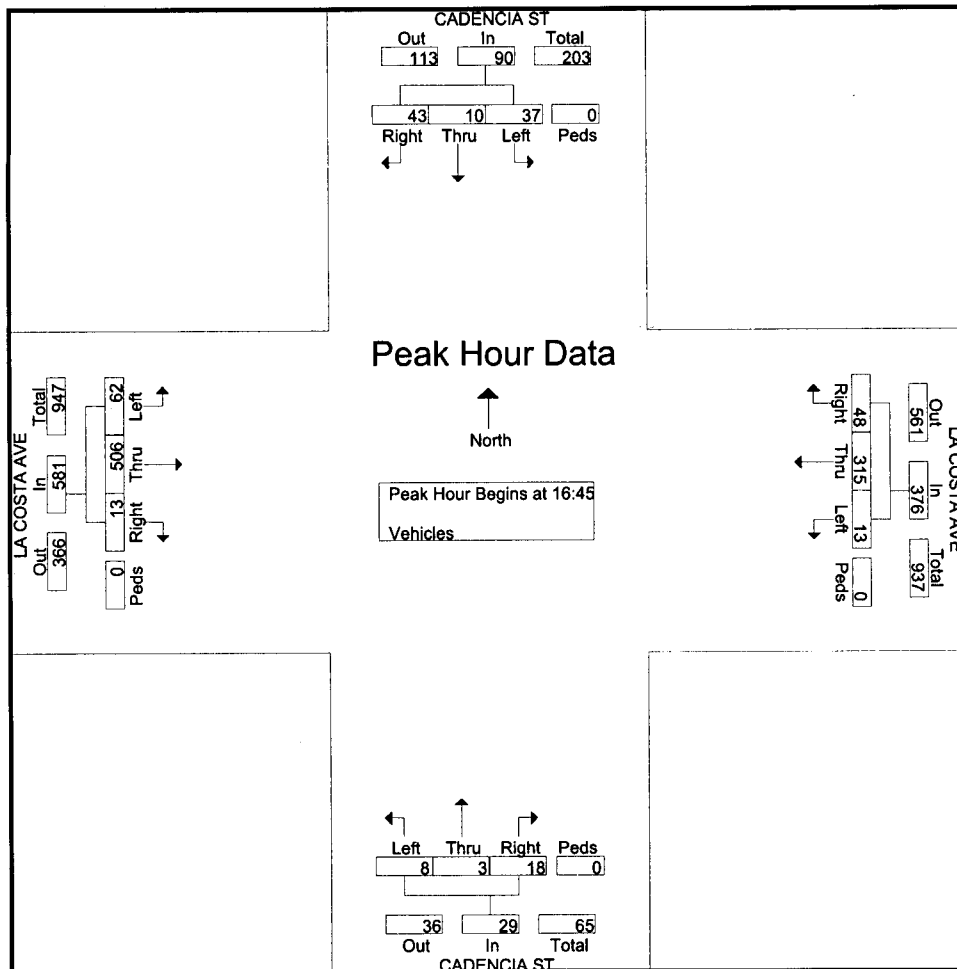 CADENCIA ST
Out In Total
113 90 203
43 10 37 0
Right Thru Left Peds
Peak Hour Data
North
Peak Hour Begins at 16:45
Vehicles
LA COSTA AVE
Total In Out
947 581 366
62 506 13 0
Left Thru Right Peds
Right Thru Left Peds
48 315 13 0
Out In Total
561 376 937
LA COSTA AVE
Left Thru Right Peds
8 3 18 0
36 29 65
Out In Total
CADENCIA ST